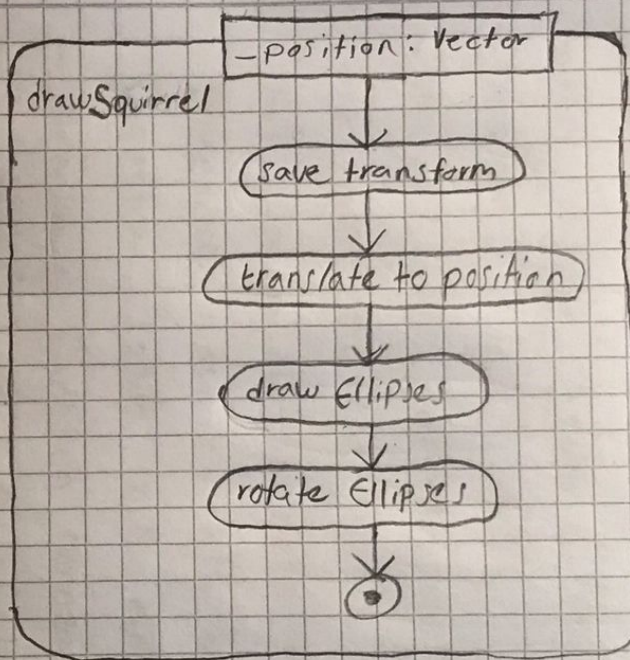 _position: Vector
drawSquirrel
save transform
translate to position
draw Ellipses
rotate Ellipses